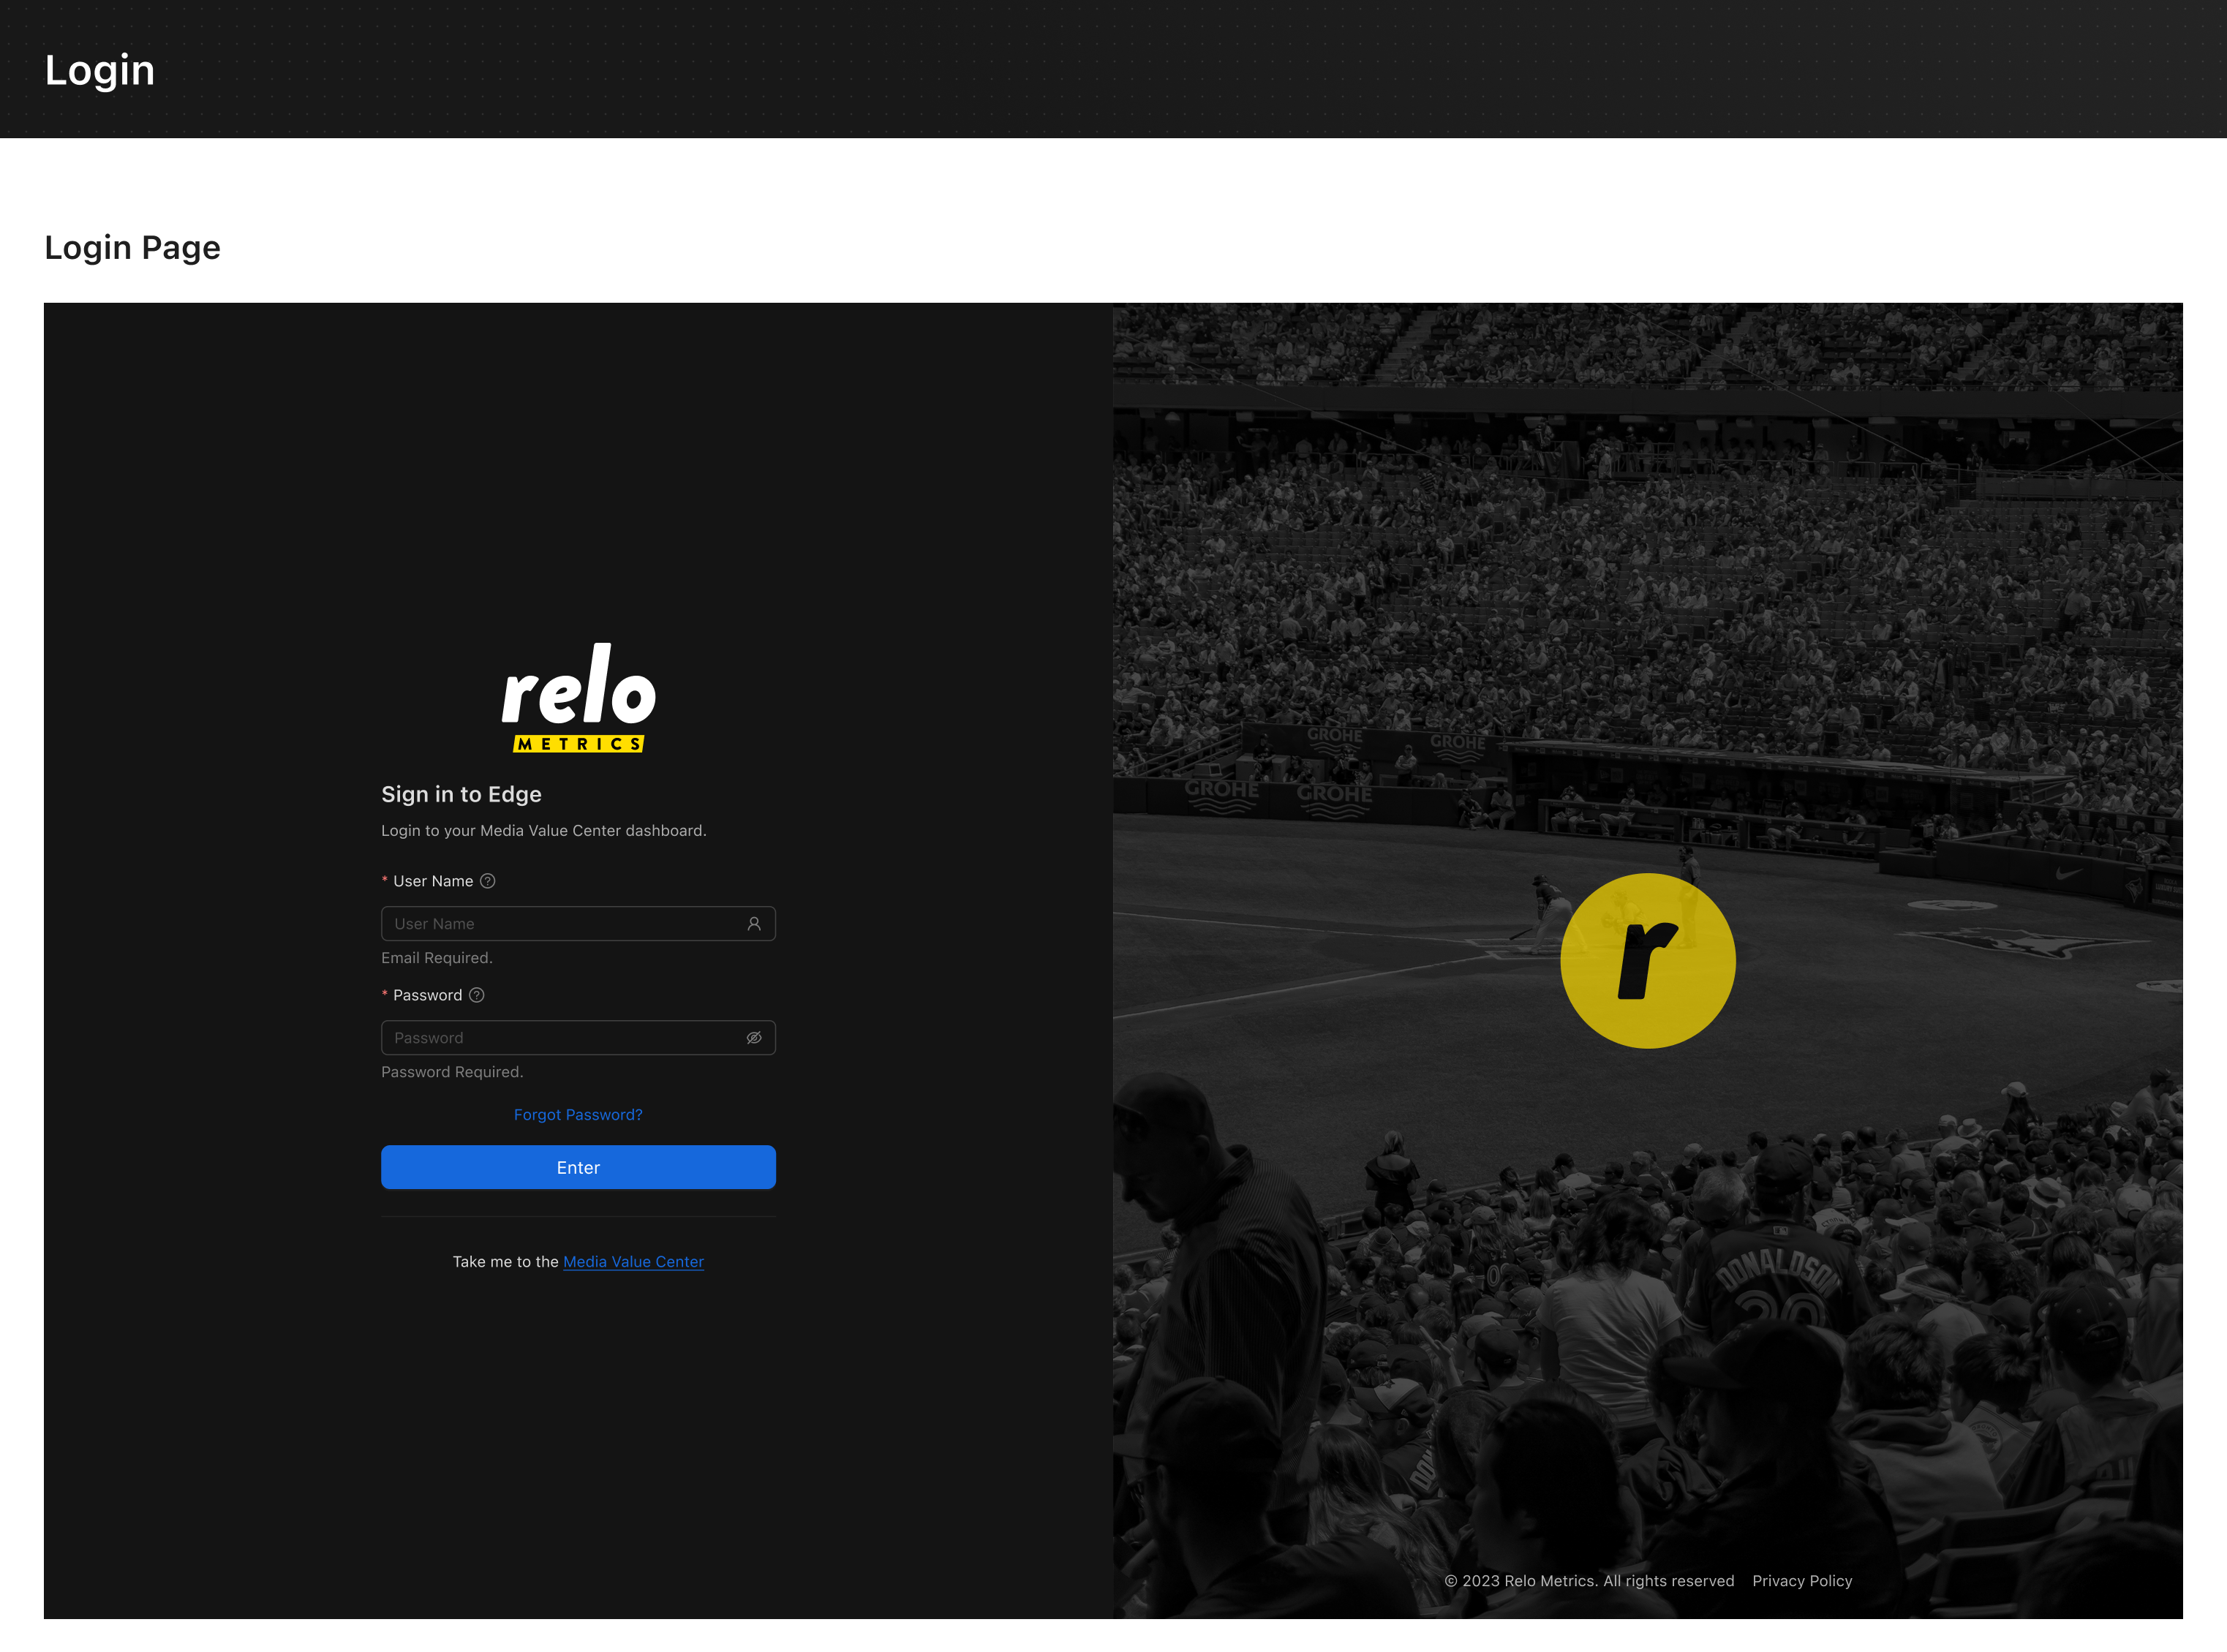 Login
Login Page
relo
METRICS
Sign in to Edge
Login to your Media Value Center dashboard.
* User Name
User Name
Email Required.
* Password
Password
Password Required.
Forgot Password?
Enter
Take me to the Media Value Center
GROHE
GROHE
GROHE
GROHE
r
DONALDSON
20
© 2023 Relo Metrics. All rights reserved Privacy Policy